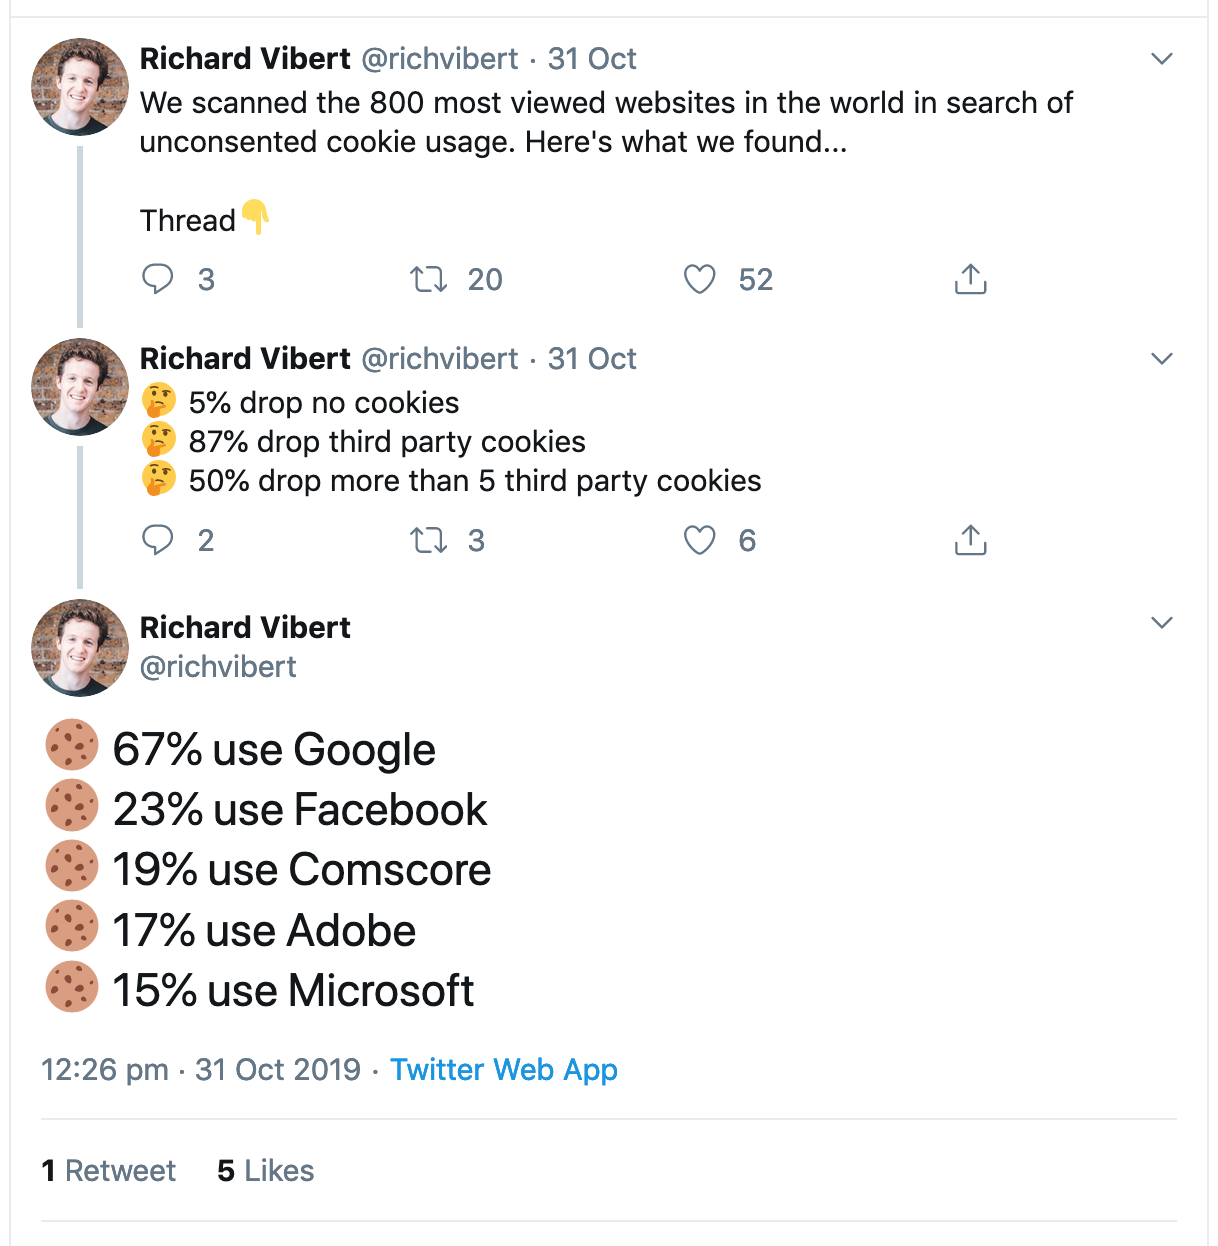 Richard Vibert @richvibert · 31 Oct
We scanned the 800 most viewed websites in the world in search of
unconsented cookie usage. Here's what we found...
Thread👇
3 20 52
Richard Vibert @richvibert · 31 Oct
🤔 5% drop no cookies
🤔 87% drop third party cookies
🤔 50% drop more than 5 third party cookies
2 3 6
Richard Vibert
@richvibert
🍪 67% use Google
🍪 23% use Facebook
🍪 19% use Comscore
🍪 17% use Adobe
🍪 15% use Microsoft
12:26 pm · 31 Oct 2019 · Twitter Web App
1 Retweet 5 Likes